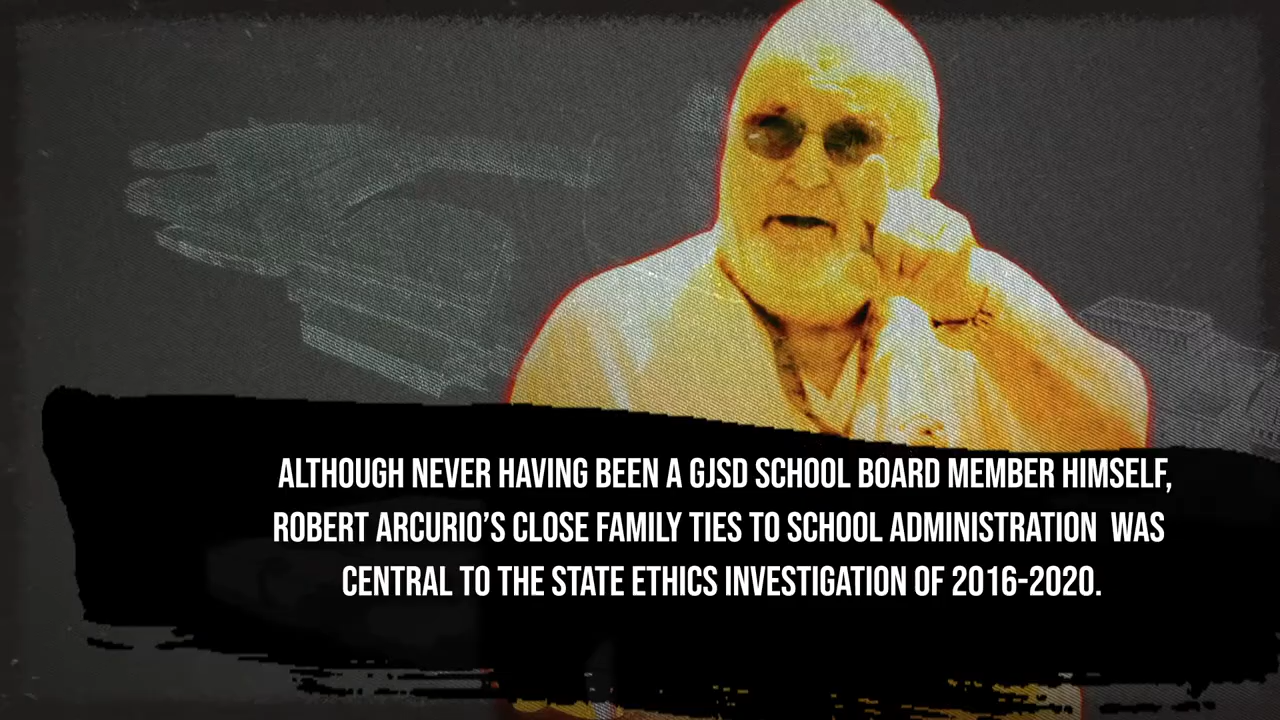 ALTHOUGH NEVER HAVING BEEN A GJSD SCHOOL BOARD MEMBER HIMSELF,
ROBERT ARCURIO’S CLOSE FAMILY TIES TO SCHOOL ADMINISTRATION WAS
CENTRAL TO THE STATE ETHICS INVESTIGATION OF 2016-2020.